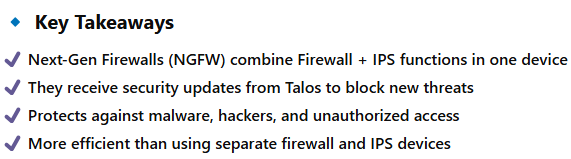 Key Takeaways
Next-Gen Firewalls (NGFW) combine Firewall + IPS functions in one device
They receive security updates from Talos to block new threats
Protects against malware, hackers, and unauthorized access
More efficient than using separate firewall and IPS devices